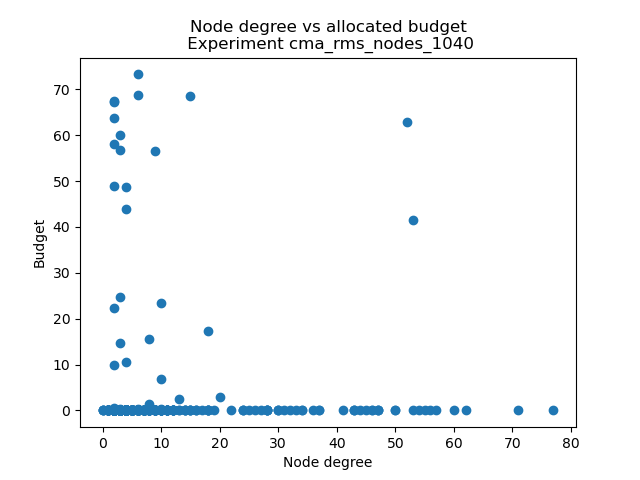 Node degree vs allocated budget
Experiment cma_rms_nodes_1040
70
60
50
40
30
20
10
0
Budget
0 10 20 30 40 50 60 70 80
Node degree